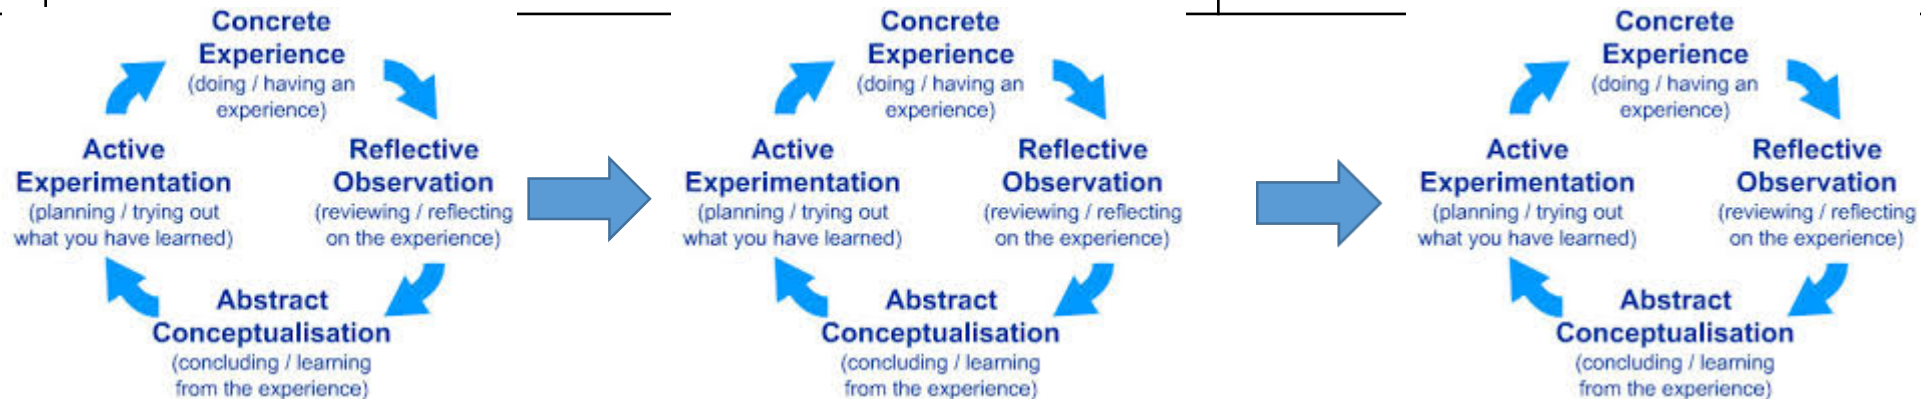 Concrete
Experience
(doing / having an
experience)
Active
Experimentation
(planning / trying out
what you have learned)
Reflective
Observation
(reviewing / reflecting
on the experience)
Abstract
Conceptualisation
(concluding / learning
from the experience)
Concrete
Experience
(doing / having an
experience)
Active
Experimentation
(planning / trying out
what you have learned)
Reflective
Observation
(reviewing / reflecting
on the experience)
Abstract
Conceptualisation
(concluding / learning
from the experience)
Concrete
Experience
(doing / having an
experience)
Active
Experimentation
(planning / trying out
what you have learned)
Reflective
Observation
(reviewing / reflecting
on the experience)
Abstract
Conceptualisation
(concluding / learning
from the experience)